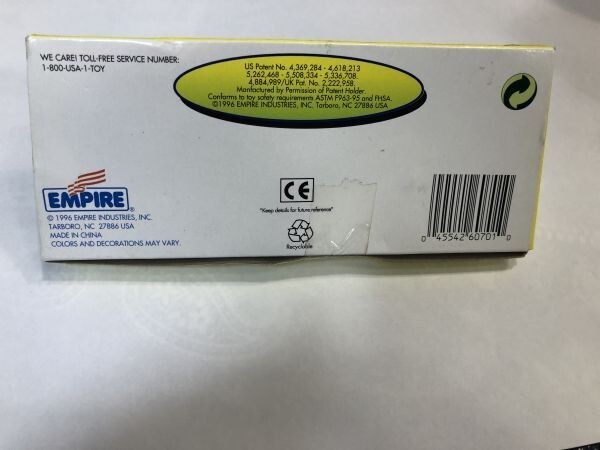 WE CARE! TOLL-FREE SERVICE NUMBER:
1-800-USA-1-TOY
US Patent No. 4,369,284 - 4,618,213
5,262,468 - 5,508,334 - 5,336,708
4,884,989/UK Pat. No. 2,222,958.
Manufactured by Permission of Patent Holder.
Conforms to toy safety requirements ASTM F963-95 and FHSA.
©1996 EMPIRE INDUSTRIES, INC. Tarboro, NC 27886 USA
EMPIRE®
© 1996 EMPIRE INDUSTRIES, INC.
TARBORO, NC 27886 USA
MADE IN CHINA
COLORS AND DECORATIONS MAY VARY.
CE
"Keep details for future reference"
Recyclable
0 45542 60701 0